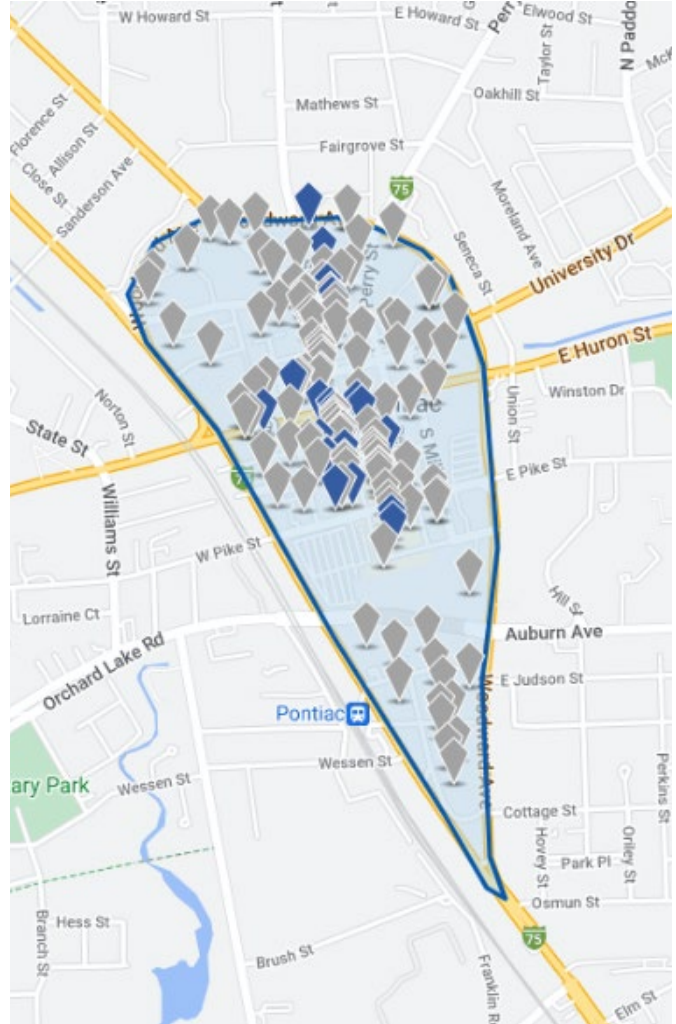 W Howard St
E Howard St
Elwood St
Perry
Taylor St
N Paddo
McK
Oakhill St
Mathews St
Florence St
Allison St
Close St
Sanderson Ave
Fairgrove St
75
Moreland Ave
Seneca St
University Dr
Perry St
E Huron St
Norton St
Union St
Winston Dr
State St
Williams St
S Mil
E Pike St
W Pike St
Hill St
Lorraine Ct
Auburn Ave
Orchard Lake Rd
E Judson St
Pontiac
Woodward Ave
ary Park
Wessen St
Wessen St
Perkins St
Cottage St
Hovey St
Oriley St
Park Pl
Osmun St
Branch St
Hess St
75
Brush St
Franklin R
Elm St